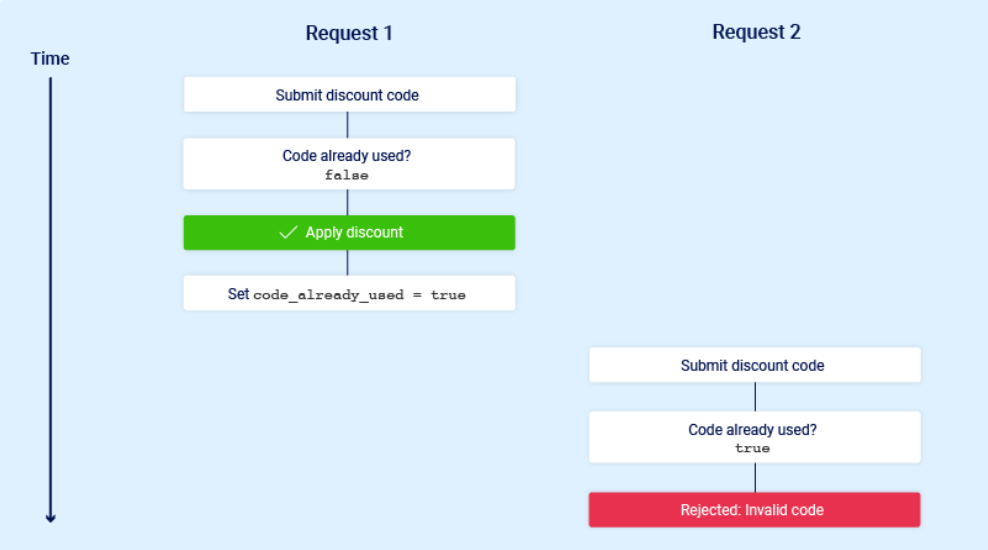 Request 1
Request 2
Time
Submit discount code
Code already used?
false
Apply discount
Set code_already_used = true
Submit discount code
Code already used?
true
Rejected: Invalid code